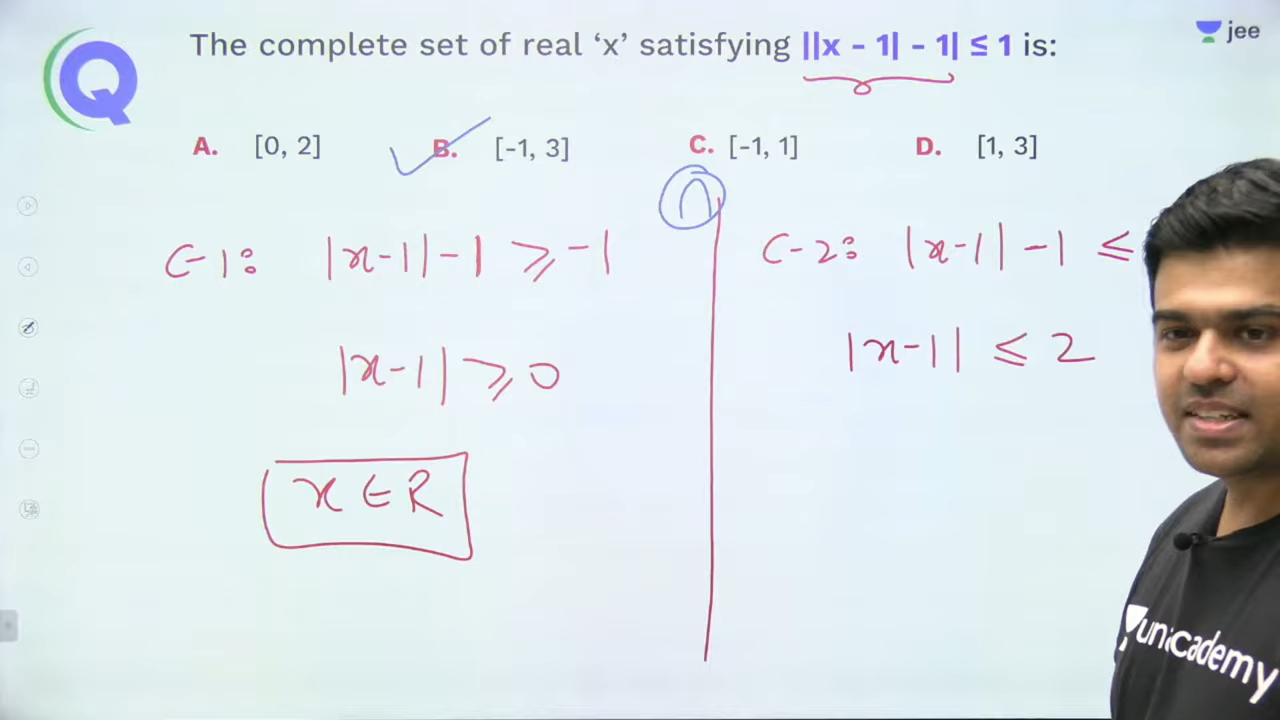 The complete set of real ‘x’ satisfying ||x - 1| - 1| ≤ 1 is:
jee
A. [0, 2] B. [-1, 3] C. [-1, 1] D. [1, 3]
∩
C-1: |x-1| -1 ≥ -1
|x-1| ≥ 0
x ∈ R
C-2: |x-1| -1 ≤
|x-1| ≤ 2
unacademy